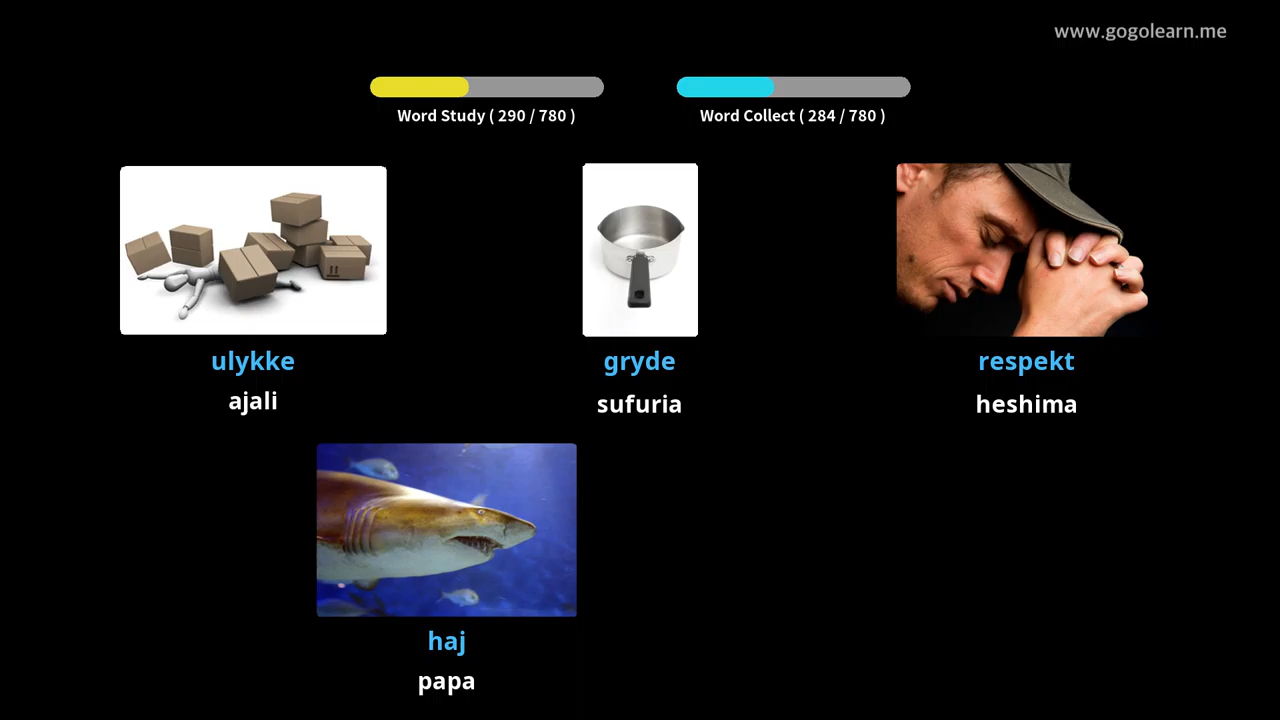 www.gogolearn.me
Word Study ( 290 / 780 )
Word Collect ( 284 / 780 )
ulykke
ajali
gryde
sufuria
respekt
heshima
haj
papa